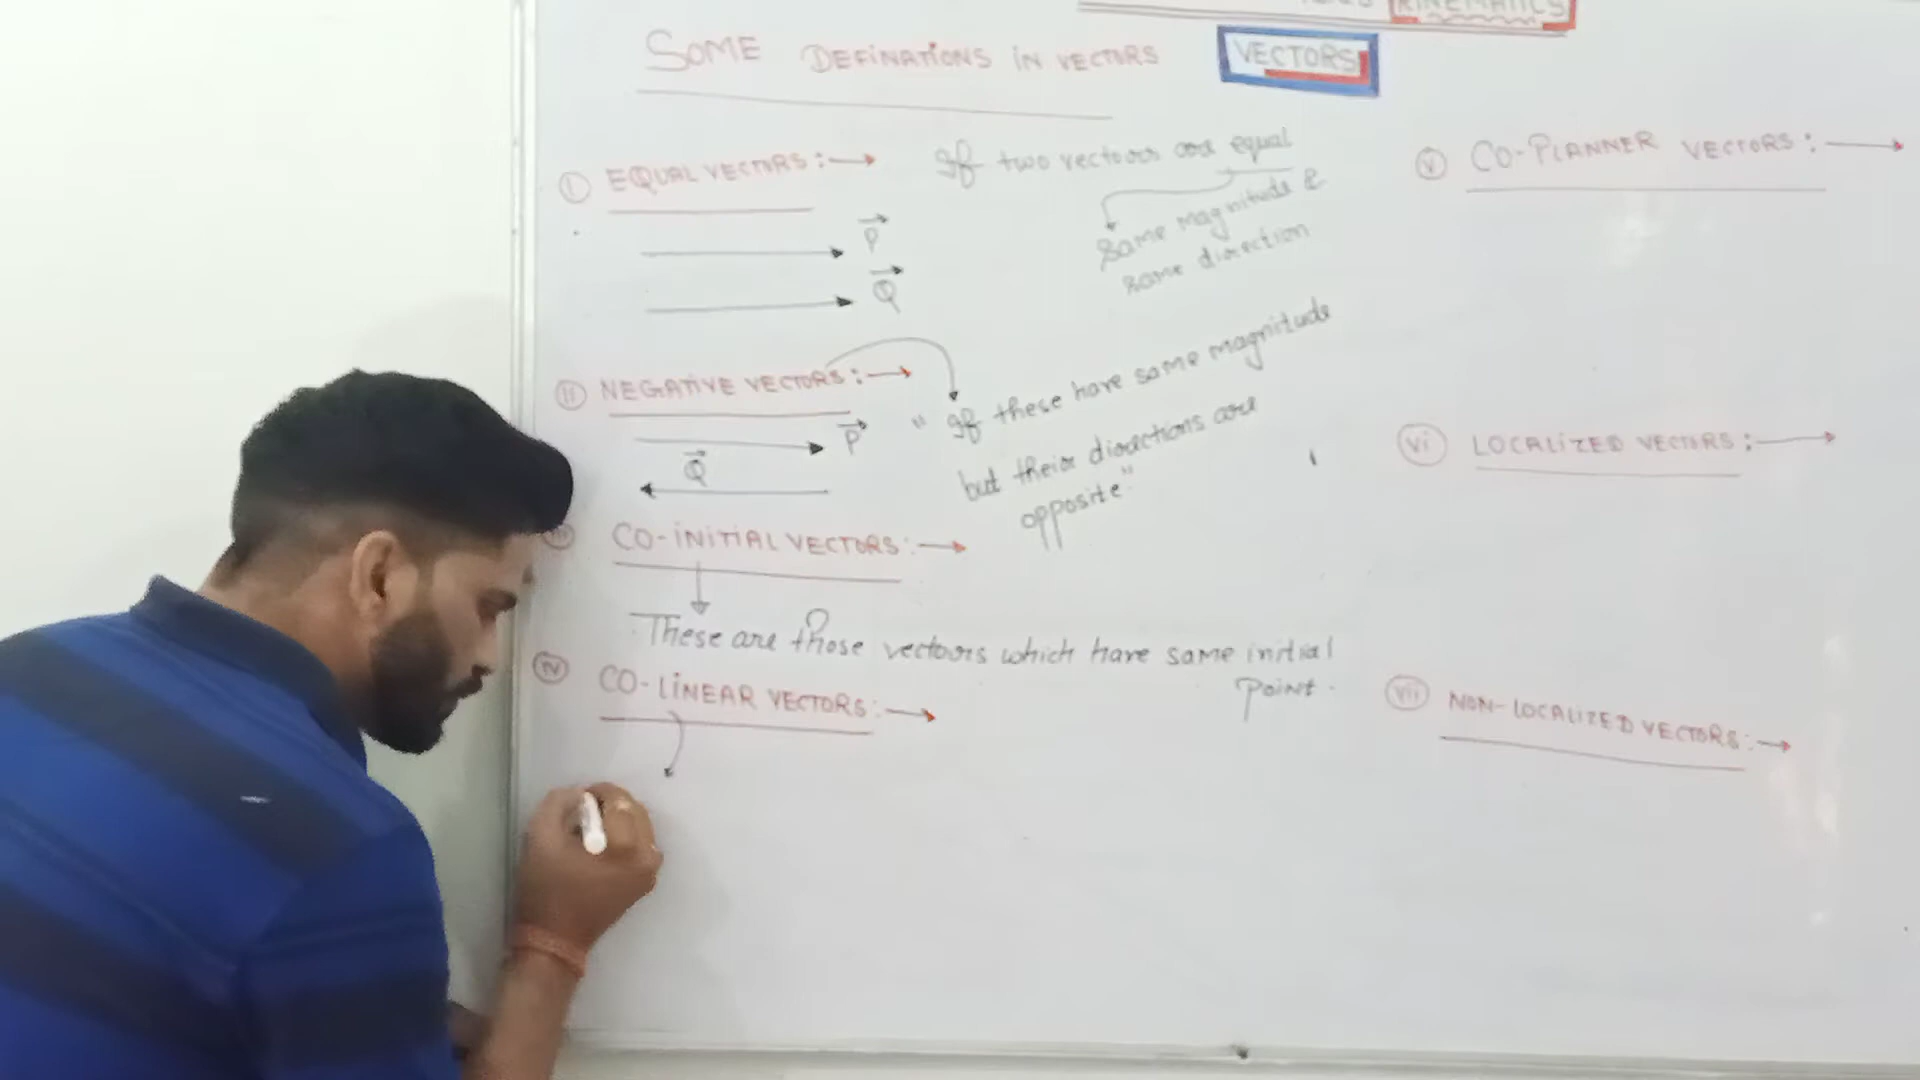 KINEMATICS
SOME DEFINATIONS IN VECTORS
VECTORS
(i) EQUAL VECTORS :→ If two vectors are equal
same magnitude &
same direction
P
Q
(ii) NEGATIVE VECTORS :→
" If these have same magnitude
but their directions are
opposite "
P
Q
CO-INITIAL VECTORS :→
These are those vectors which have same initial
point.
(iv) CO-LINEAR VECTORS :→
(v) CO-PLANNER VECTORS :→
(vi) LOCALIZED VECTORS :→
(vii) NON-LOCALIZED VECTORS :→